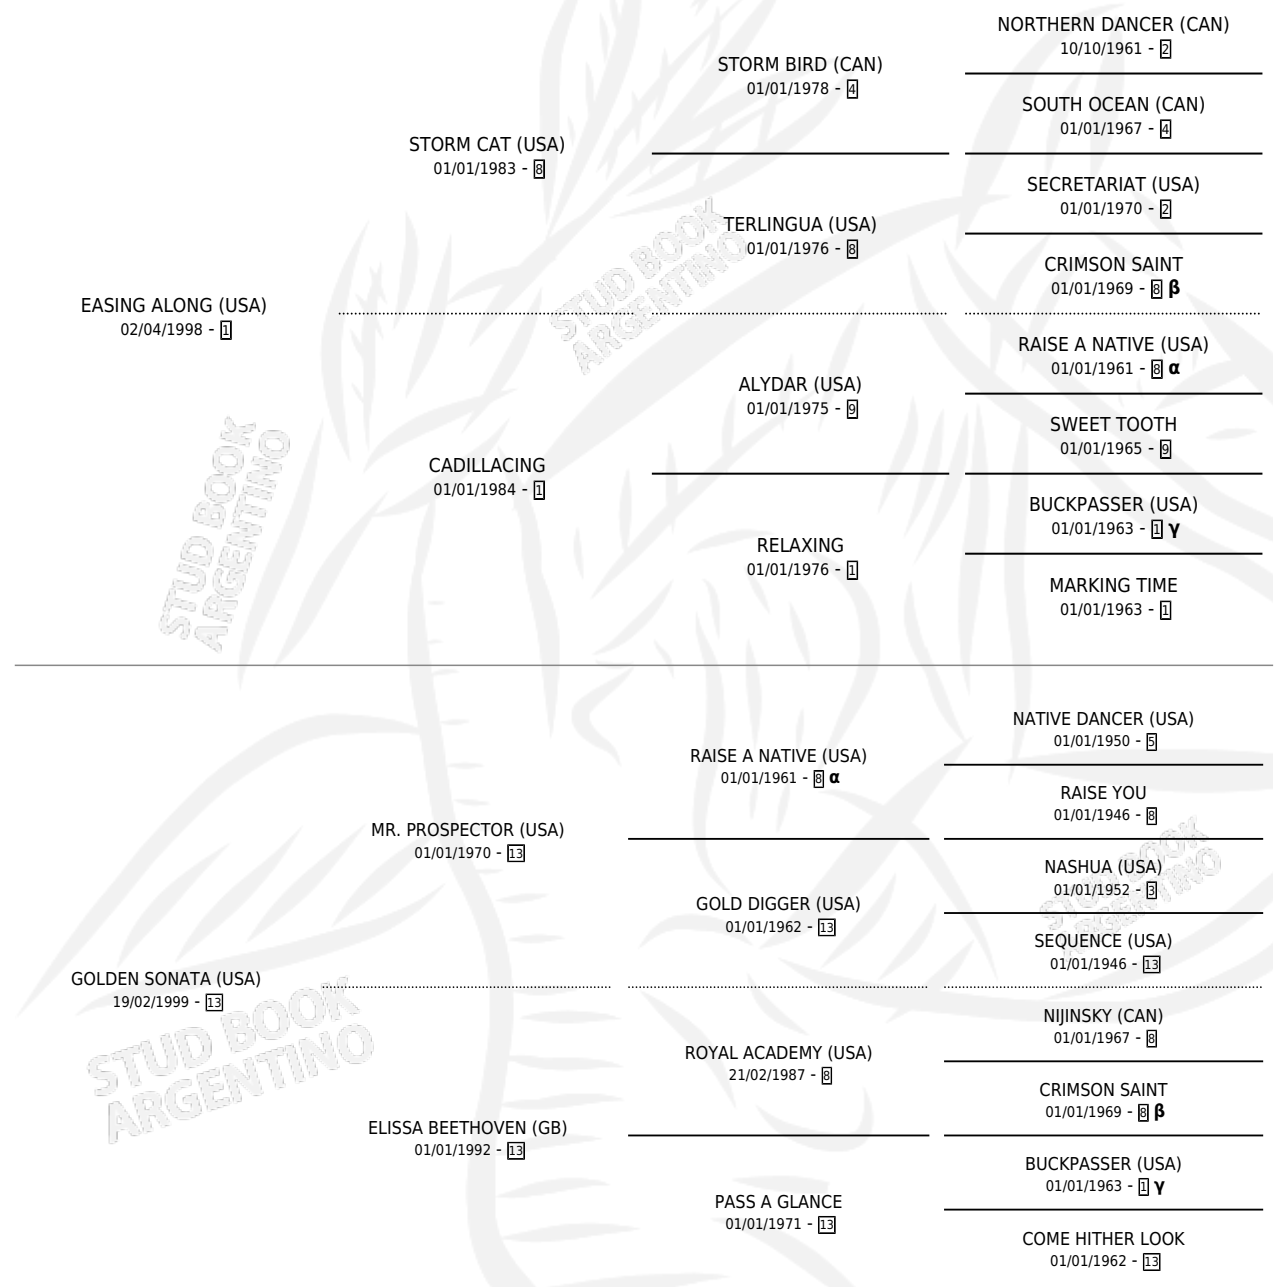 NORTHERN DANCER (CAN)
10/10/1961 - 2
STORM BIRD (CAN)
01/01/1978 - 4
SOUTH OCEAN (CAN)
01/01/1967 - 4
STORM CAT (USA)
01/01/1983 - 8
SECRETARIAT (USA)
01/01/1970 - 2
TERLINGUA (USA)
01/01/1976 - 8
CRIMSON SAINT
01/01/1969 - 8 β
EASING ALONG (USA)
02/04/1998 - 1
RAISE A NATIVE (USA)
01/01/1961 - 8 α
ALYDAR (USA)
01/01/1975 - 9
SWEET TOOTH
01/01/1965 - 9
CADILLACING
01/01/1984 - 1
BUCKPASSER (USA)
01/01/1963 - 1 γ
RELAXING
01/01/1976 - 1
MARKING TIME
01/01/1963 - 1
NATIVE DANCER (USA)
01/01/1950 - 5
RAISE A NATIVE (USA)
01/01/1961 - 8 α
RAISE YOU
01/01/1946 - 8
MR. PROSPECTOR (USA)
01/01/1970 - 13
NASHUA (USA)
01/01/1952 - 3
GOLD DIGGER (USA)
01/01/1962 - 13
SEQUENCE (USA)
01/01/1946 - 13
GOLDEN SONATA (USA)
19/02/1999 - 13
NIJINSKY (CAN)
01/01/1967 - 8
ROYAL ACADEMY (USA)
21/02/1987 - 8
CRIMSON SAINT
01/01/1969 - 8 β
ELISSA BEETHOVEN (GB)
01/01/1992 - 13
BUCKPASSER (USA)
01/01/1963 - 1 γ
PASS A GLANCE
01/01/1971 - 13
COME HITHER LOOK
01/01/1962 - 13
STUD BOOK
ARGENTINO
STUD BOOK
ARGENTINO
STUD BOOK
ARGENTINO
STUD BOOK
ARGENTINO